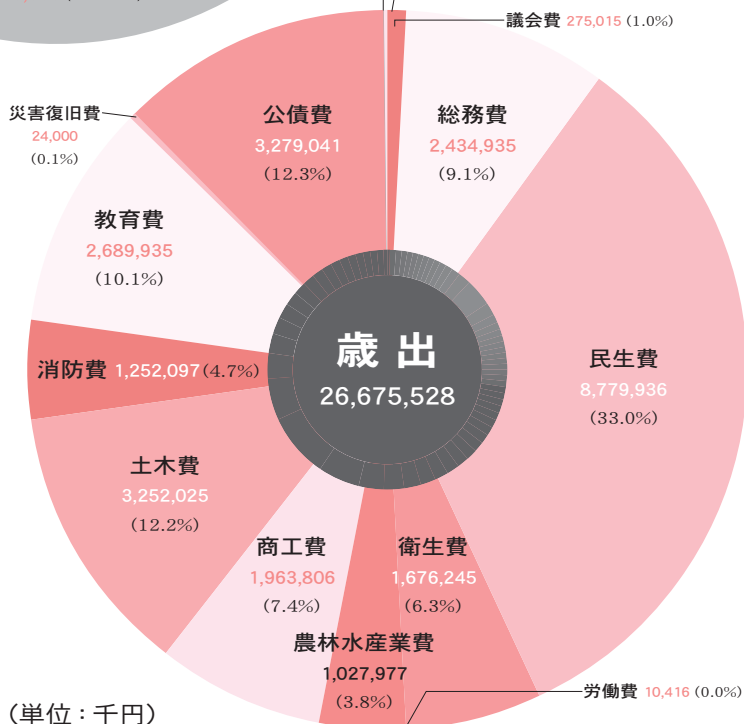 議会費 275,015 (1.0%)
総務費
2,434,935
(9.1%)
民生費
8,779,936
(33.0%)
衛生費
1,676,245
(6.3%)
労働費 10,416 (0.0%)
農林水産業費
1,027,977
(3.8%)
商工費
1,963,806
(7.4%)
土木費
3,252,025
(12.2%)
消防費 1,252,097 (4.7%)
教育費
2,689,935
(10.1%)
災害復旧費
24,000
(0.1%)
公債費
3,279,041
(12.3%)
歳出
26,675,528
(単位：千円)